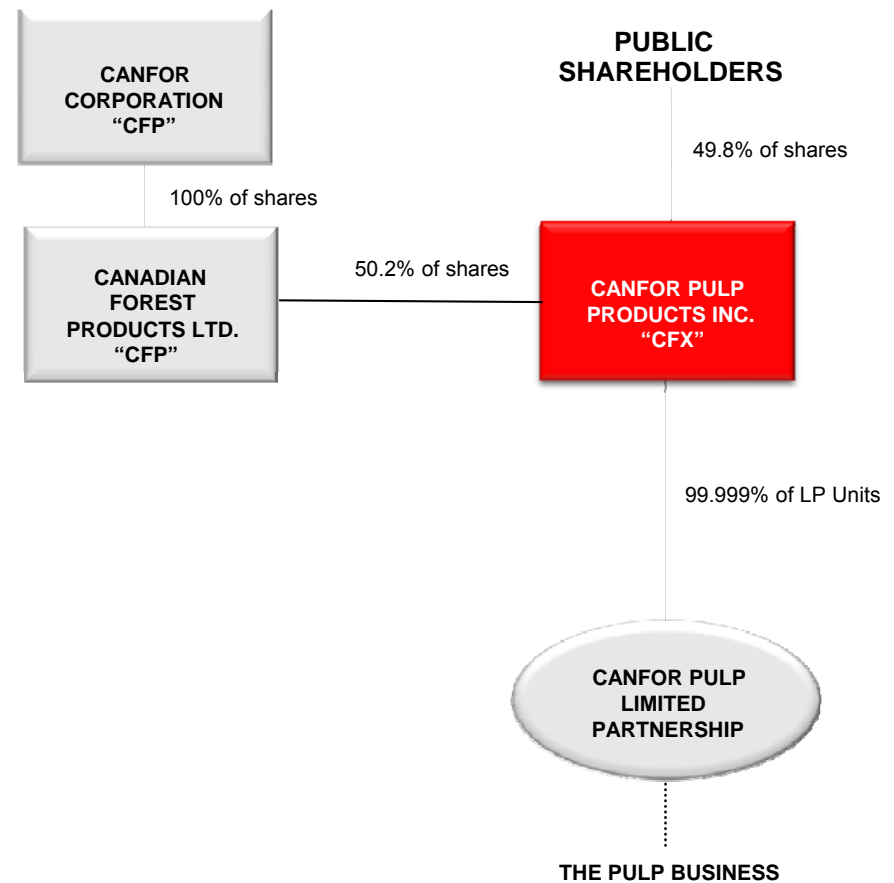 CANFOR
CORPORATION
“CFP”
PUBLIC
SHAREHOLDERS
49.8% of shares
100% of shares
CANADIAN
FOREST
PRODUCTS LTD.
“CFP”
50.2% of shares
CANFOR PULP
PRODUCTS INC.
“CFX”
99.999% of LP Units
CANFOR PULP
LIMITED
PARTNERSHIP
THE PULP BUSINESS